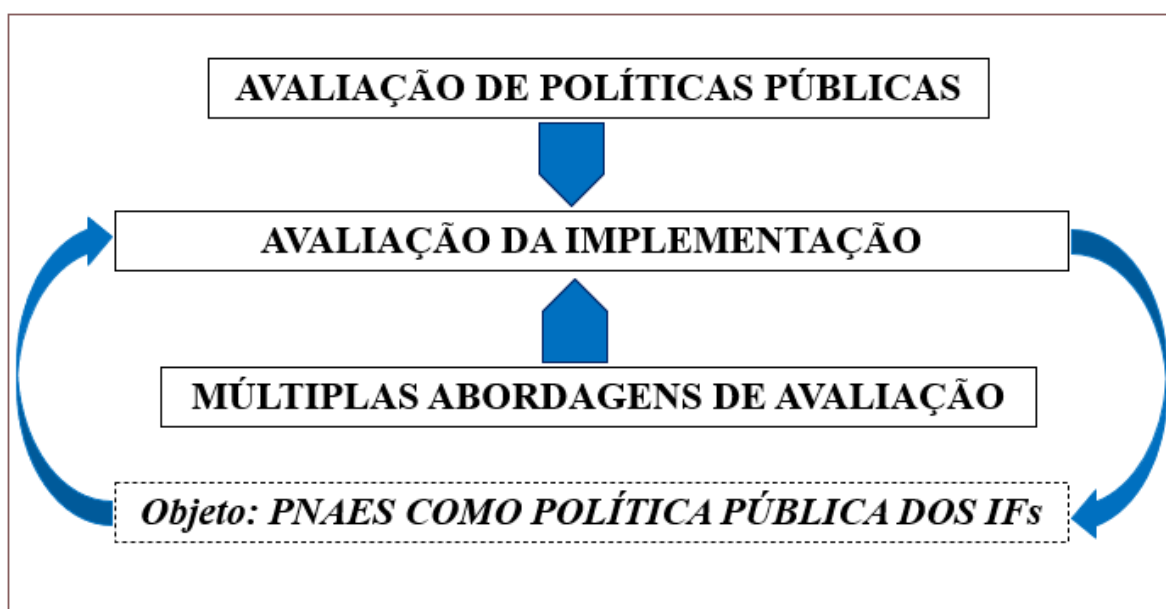 AVALIAÇÃO DE POLÍTICAS PÚBLICAS
AVALIAÇÃO DA IMPLEMENTAÇÃO
MÚLTIPLAS ABORDAGENS DE AVALIAÇÃO
Objeto: PNAES COMO POLÍTICA PÚBLICA DOS IFs